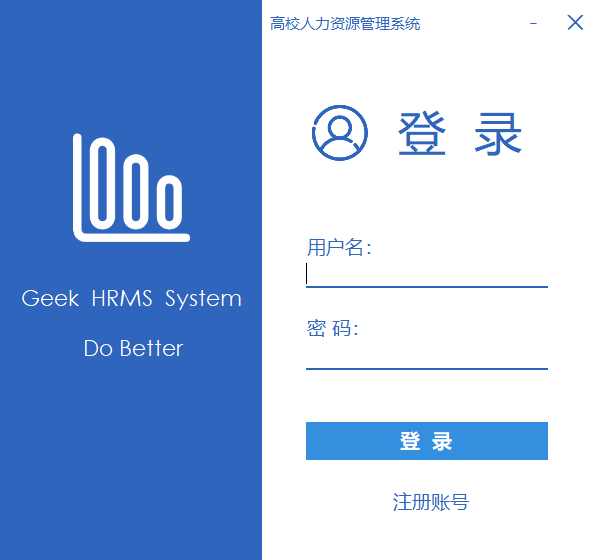 高校人力资源管理系统
登 录
Geek HRMS System
Do Better
用户名：
密 码：
登 录
注册账号